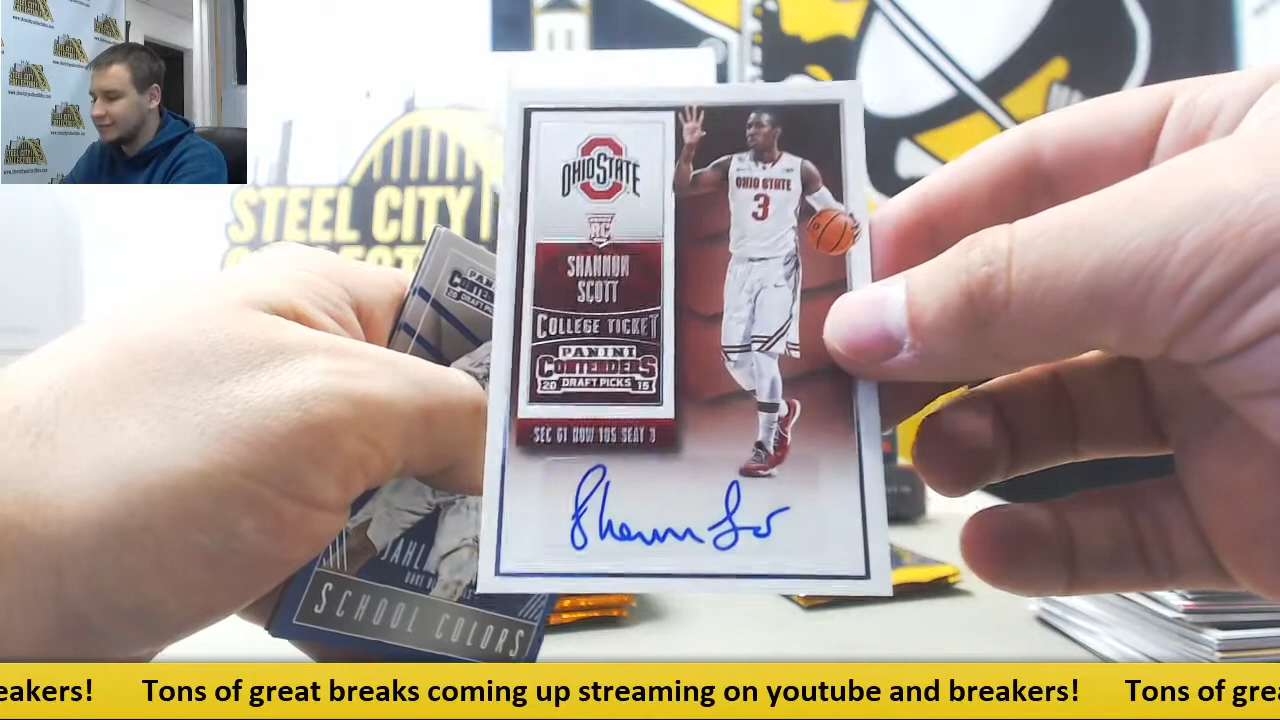 STEEL CITY
OHIO STATE
RC
SHANNON
SCOTT
COLLEGE TICKET
PANINI
CONTENDERS
20 DRAFT PICKS 15
SEC 61 ROW 105 SEAT 3
OHIO STATE
3
SCHOOL COLORS
eakers! Tons of great breaks coming up streaming on youtube and breakers! Tons of grea